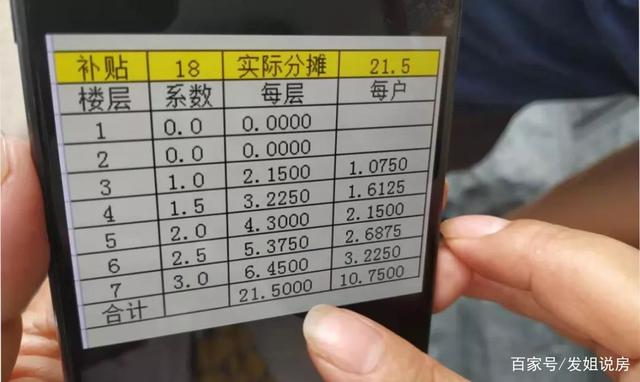 补贴 18 实际分摊 21.5
楼层 系数 每层 每户
1 0.0 0.0000
2 0.0 0.0000
3 1.0 2.1500 1.0750
4 1.5 3.2250 1.6125
5 2.0 4.3000 2.1500
6 2.5 5.3750 2.6875
7 3.0 6.4500 3.2250
合计 21.5000 10.7500
百家号/发姐说房